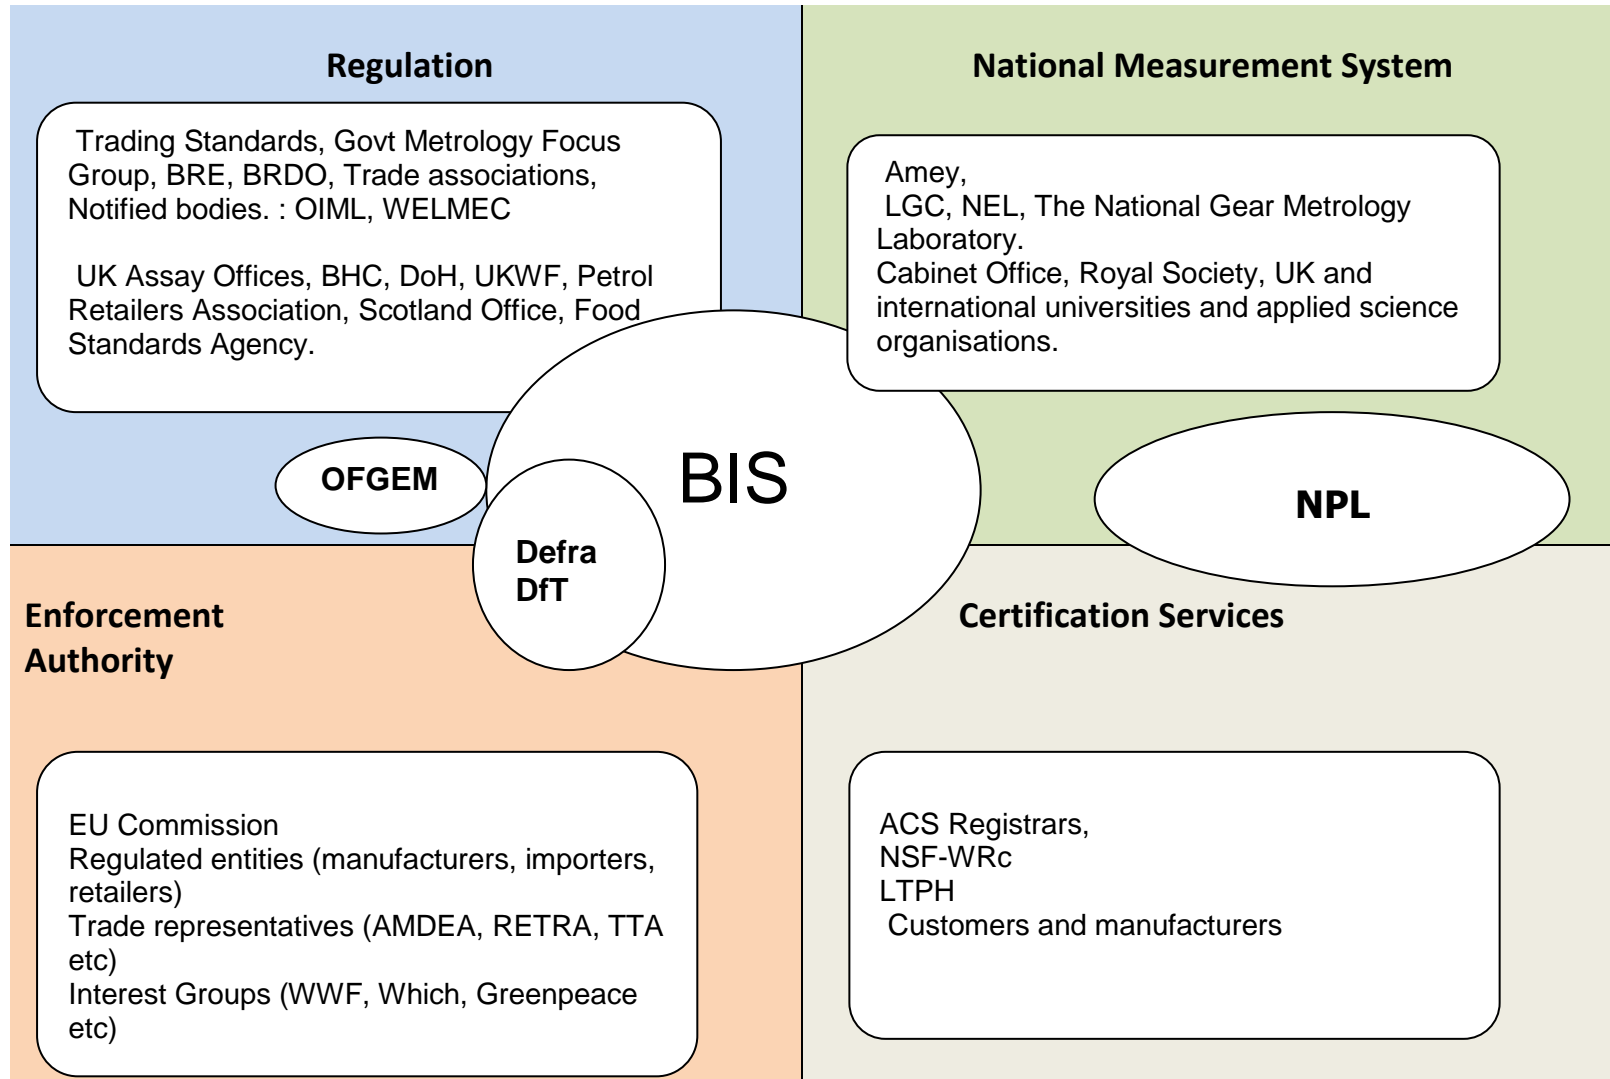 Regulation
Trading Standards, Govt Metrology Focus
Group, BRE, BRDO, Trade associations,
Notified bodies. : OIML, WELMEC
UK Assay Offices, BHC, DoH, UKWF, Petrol
Retailers Association, Scotland Office, Food
Standards Agency.
National Measurement System
Amey,
LGC, NEL, The National Gear Metrology
Laboratory.
Cabinet Office, Royal Society, UK and
international universities and applied science
organisations.
OFGEM
BIS
NPL
Defra
DfT
Enforcement
Authority
EU Commission
Regulated entities (manufacturers, importers,
retailers)
Trade representatives (AMDEA, RETRA, TTA
etc)
Interest Groups (WWF, Which, Greenpeace
etc)
Certification Services
ACS Registrars,
NSF-WRc
LTPH
Customers and manufacturers